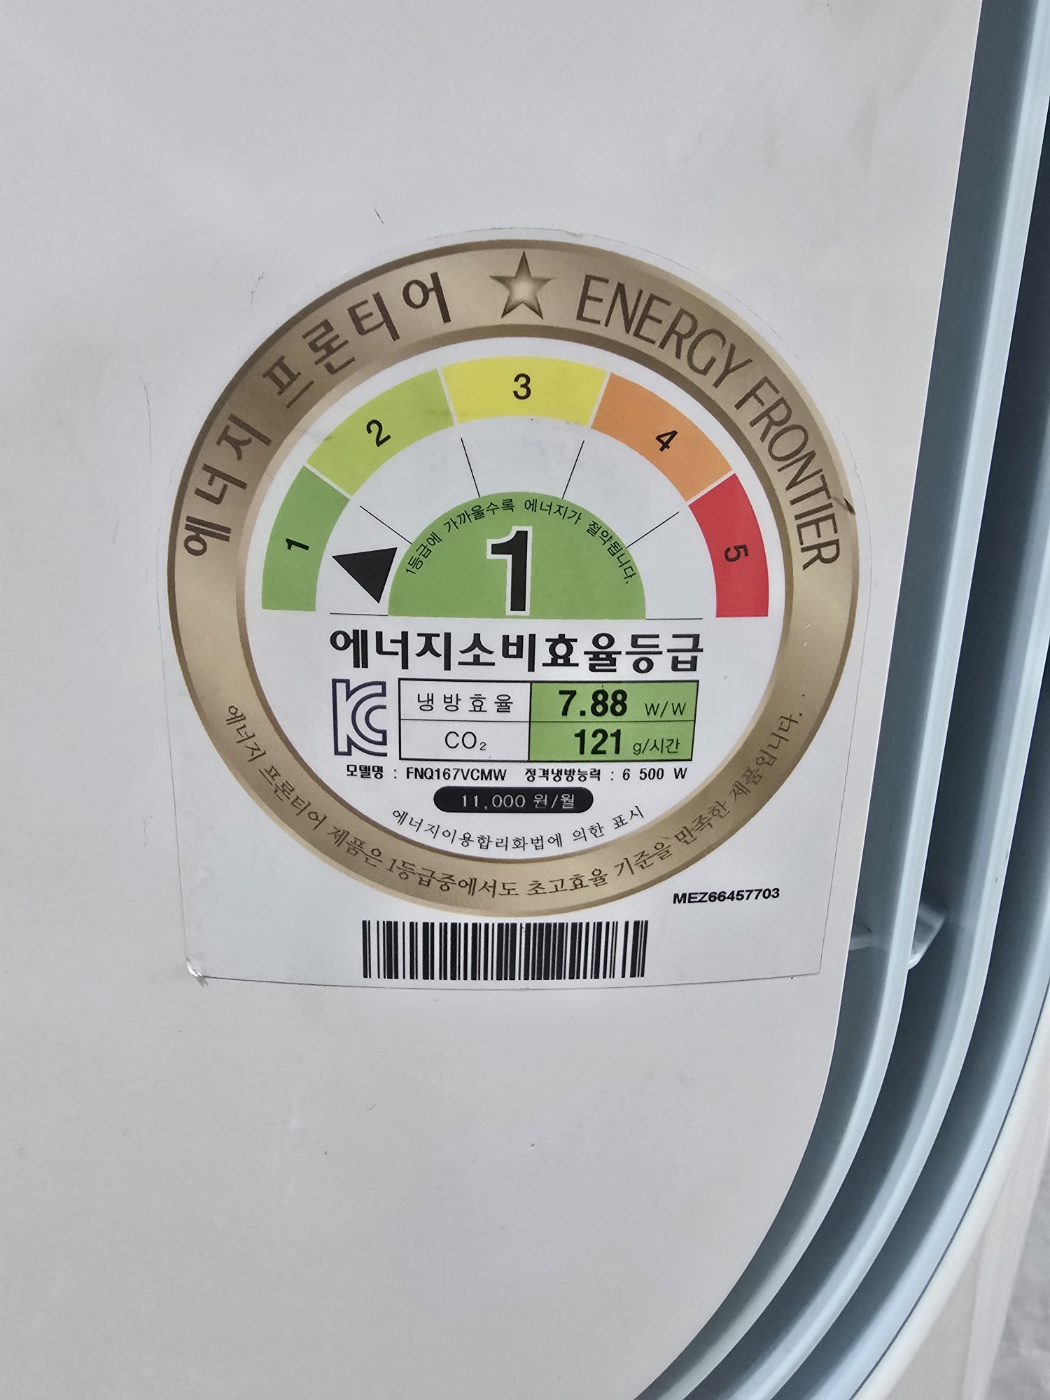 에너지 프론티어 ★ ENERGY FRONTIER
1 2 3 4 5
1등급에 가까울수록 에너지가 절약됩니다.
1
에너지소비효율등급
KC
냉방효율 7.88 W/W
CO₂ 121 g/시간
모델명 : FNQ167VCMW 정격냉방능력 : 6 500 W
11,000 원/월
에너지이용합리화법에 의한 표시
에너지 프론티어 제품은 1등급중에서도 초고효율 기준을 만족한 제품입니다.
MEZ66457703